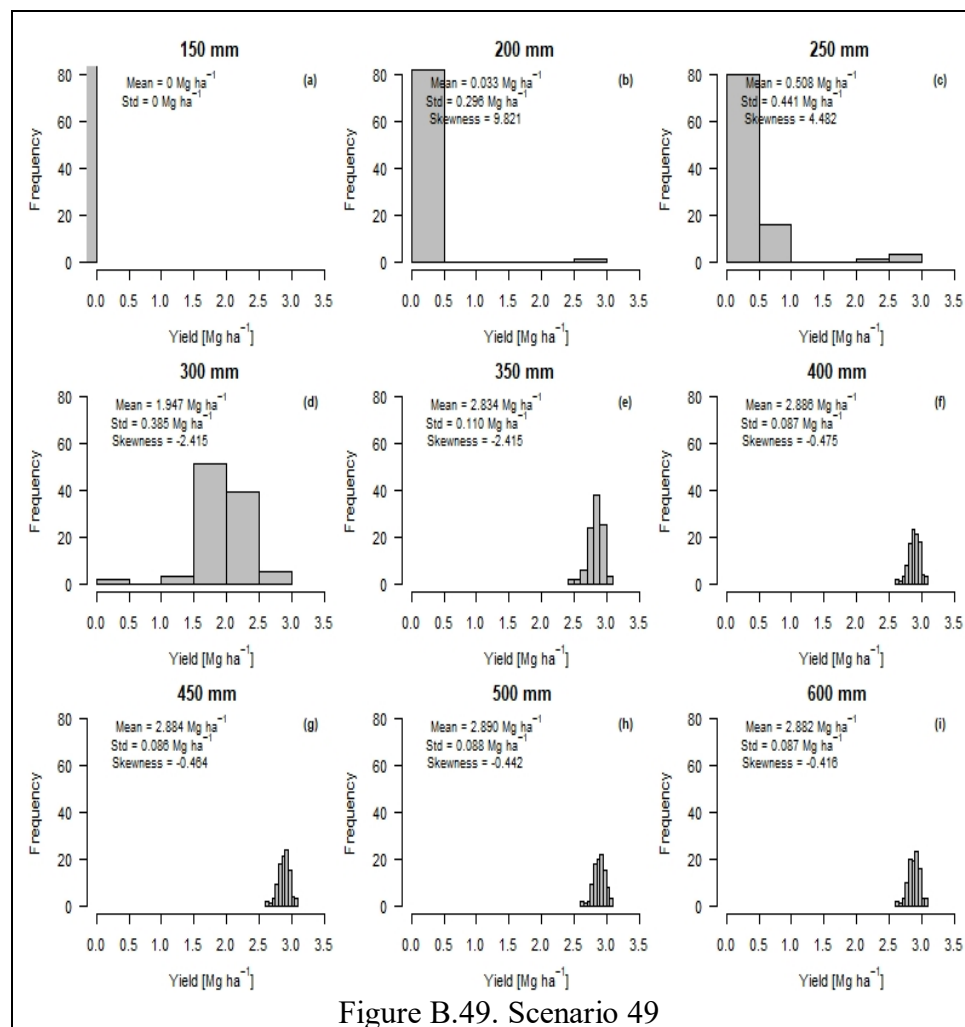 150 mm
(a)
Mean = 0 Mg ha⁻¹
Std = 0 Mg ha⁻¹
Frequency
80
60
40
20
0
0.0 0.5 1.0 1.5 2.0 2.5 3.0 3.5
Yield [Mg ha⁻¹]
200 mm
(b)
Mean = 0.033 Mg ha⁻¹
Std = 0.296 Mg ha⁻¹
Skewness = 9.821
Frequency
80
60
40
20
0
0.0 0.5 1.0 1.5 2.0 2.5 3.0 3.5
Yield [Mg ha⁻¹]
250 mm
(c)
Mean = 0.508 Mg ha⁻¹
Std = 0.441 Mg ha⁻¹
Skewness = 4.482
Frequency
80
60
40
20
0
0.0 0.5 1.0 1.5 2.0 2.5 3.0 3.5
Yield [Mg ha⁻¹]
300 mm
(d)
Mean = 1.947 Mg ha⁻¹
Std = 0.385 Mg ha⁻¹
Skewness = -2.415
Frequency
80
60
40
20
0
0.0 0.5 1.0 1.5 2.0 2.5 3.0 3.5
Yield [Mg ha⁻¹]
350 mm
(e)
Mean = 2.834 Mg ha⁻¹
Std = 0.110 Mg ha⁻¹
Skewness = -2.415
Frequency
80
60
40
20
0
0.0 0.5 1.0 1.5 2.0 2.5 3.0 3.5
Yield [Mg ha⁻¹]
400 mm
(f)
Mean = 2.886 Mg ha⁻¹
Std = 0.087 Mg ha⁻¹
Skewness = -0.475
Frequency
80
60
40
20
0
0.0 0.5 1.0 1.5 2.0 2.5 3.0 3.5
Yield [Mg ha⁻¹]
450 mm
(g)
Mean = 2.884 Mg ha⁻¹
Std = 0.086 Mg ha⁻¹
Skewness = -0.464
Frequency
80
60
40
20
0
0.0 0.5 1.0 1.5 2.0 2.5 3.0 3.5
Yield [Mg ha⁻¹]
500 mm
(h)
Mean = 2.890 Mg ha⁻¹
Std = 0.088 Mg ha⁻¹
Skewness = -0.442
Frequency
80
60
40
20
0
0.0 0.5 1.0 1.5 2.0 2.5 3.0 3.5
Yield [Mg ha⁻¹]
600 mm
(i)
Mean = 2.882 Mg ha⁻¹
Std = 0.087 Mg ha⁻¹
Skewness = -0.416
Frequency
80
60
40
20
0
0.0 0.5 1.0 1.5 2.0 2.5 3.0 3.5
Yield [Mg ha⁻¹]
Figure B.49. Scenario 49